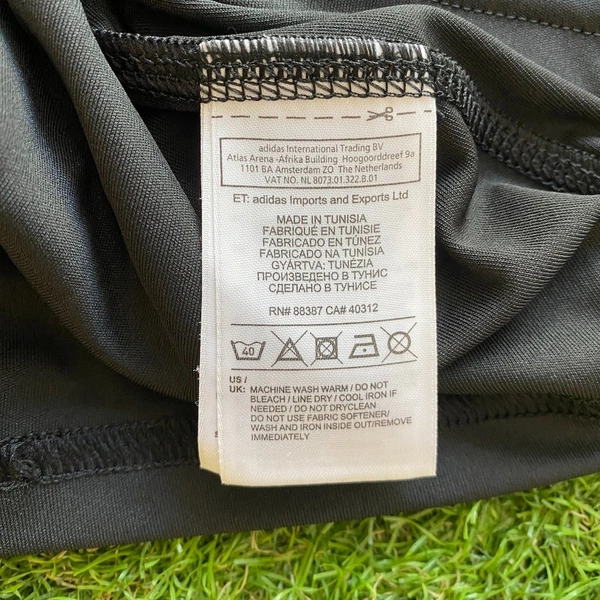 adidas International Trading BV
Atlas Arena -Afrika Building Hoogoorddreef 9a
1101 BA Amsterdam ZO The Netherlands
VAT NO. NL 8073.01.322.B.01
ET: adidas Imports and Exports Ltd
MADE IN TUNISIA
FABRIQUÉ EN TUNISIE
FABRICADO EN TÚNEZ
FABRICADO NA TUNÍSIA
GYÁRTVA: TUNÉZIA
ПРОИЗВЕДЕНО В ТУНИС
СДЕЛАНО В ТУНИСЕ
RN# 88387 CA# 40312
40
US /
UK: MACHINE WASH WARM / DO NOT
BLEACH / LINE DRY / COOL IRON IF
NEEDED / DO NOT DRYCLEAN
DO NOT USE FABRIC SOFTENER/
WASH AND IRON INSIDE OUT/REMOVE
IMMEDIATELY